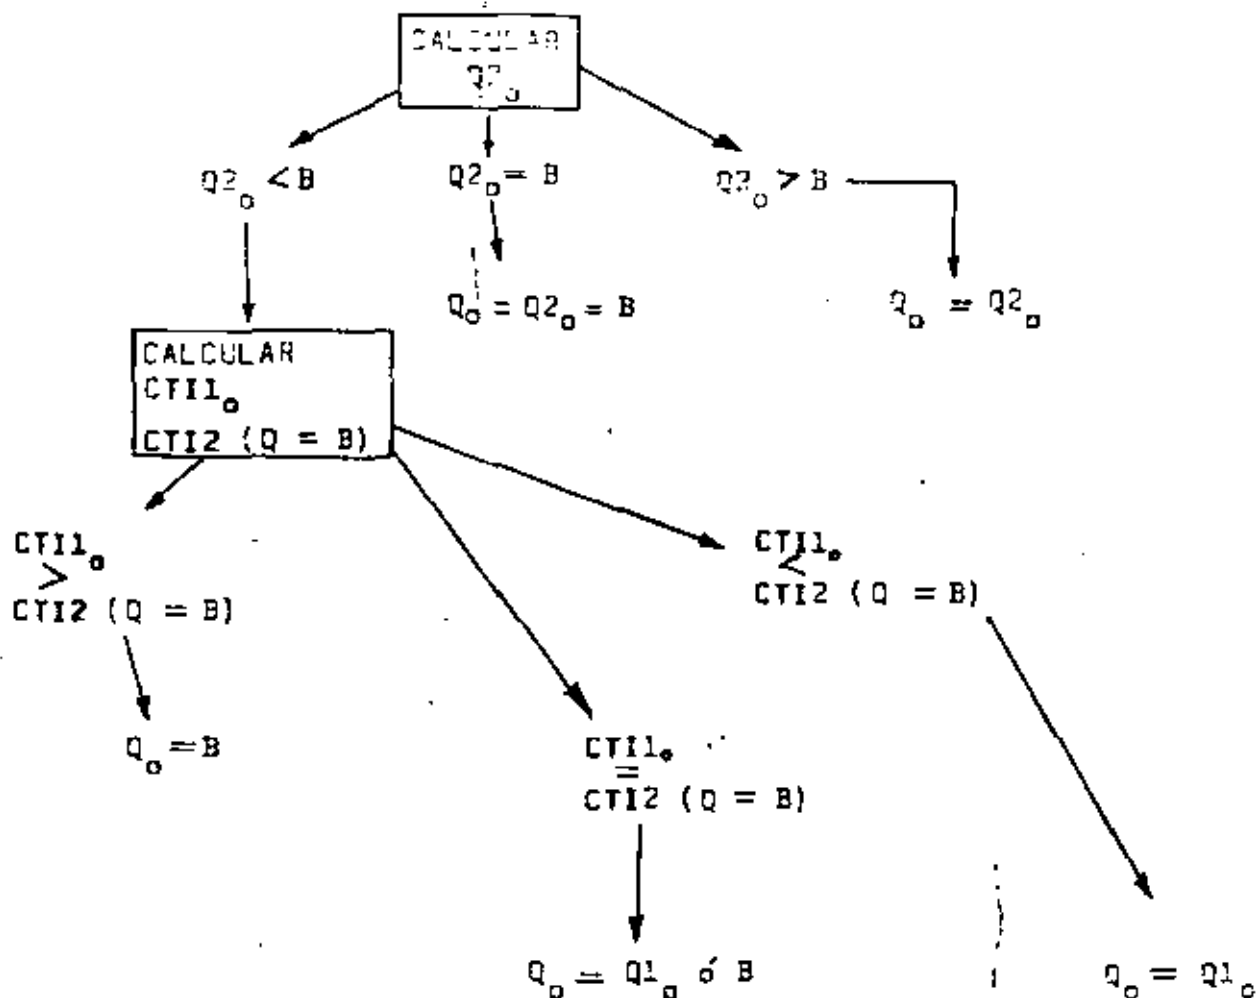 CALCULAR
Q2o
Q2o < B
Q2o = B
Q2o > B
Qo = Q2o = B
Qo = Q2o
CALCULAR
CTI1o
CTI2 (Q = B)
CTI1o
>
CTI2 (Q = B)
CTI1o
<
CTI2 (Q = B)
Qo = B
CTI1o
=
CTI2 (Q = B)
Qo = Q1o ó B
Qo = Q1o